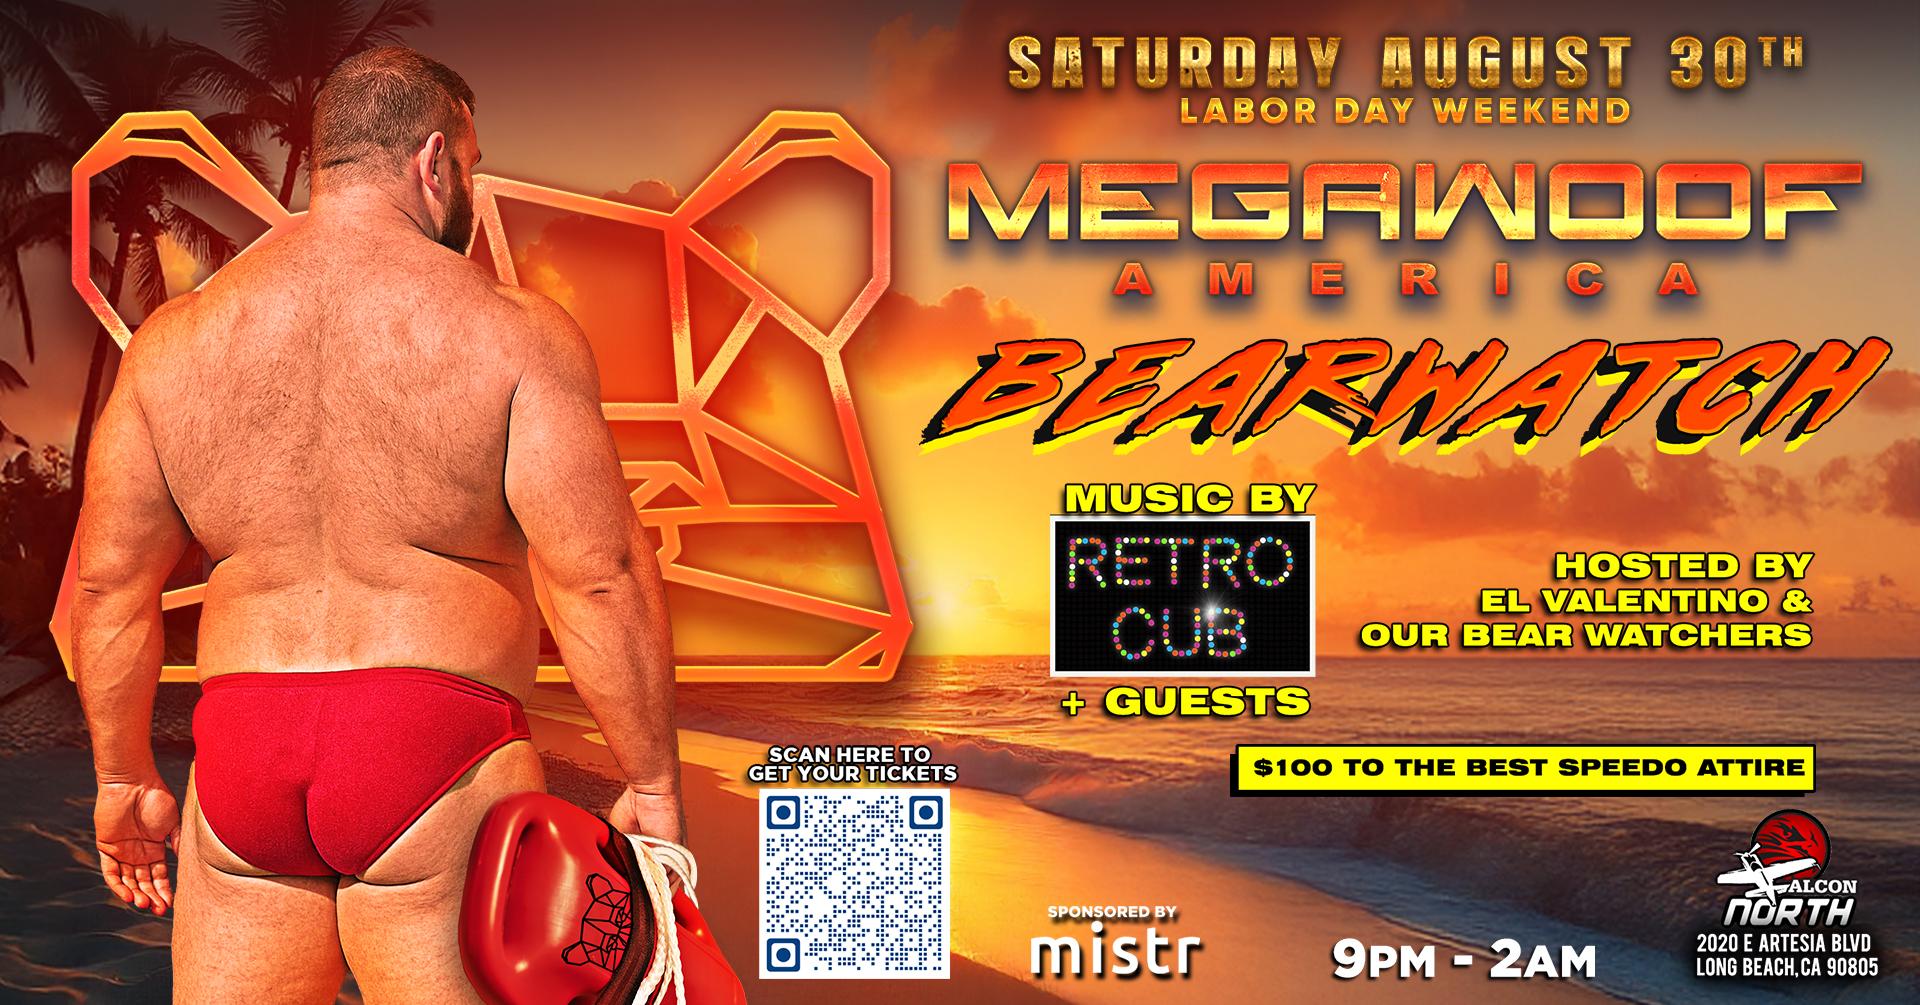 SATURDAY AUGUST 30TH
LABOR DAY WEEKEND
MEGAWOOF
AMERICA
BEARWATCH
MUSIC BY
RETRO
CUB
+ GUESTS
HOSTED BY
EL VALENTINO &
OUR BEAR WATCHERS
$100 TO THE BEST SPEEDO ATTIRE
SCAN HERE TO
GET YOUR TICKETS
SPONSORED BY
mistr
9PM - 2AM
FALCON
NORTH
2020 E ARTESIA BLVD
LONG BEACH, CA 90805